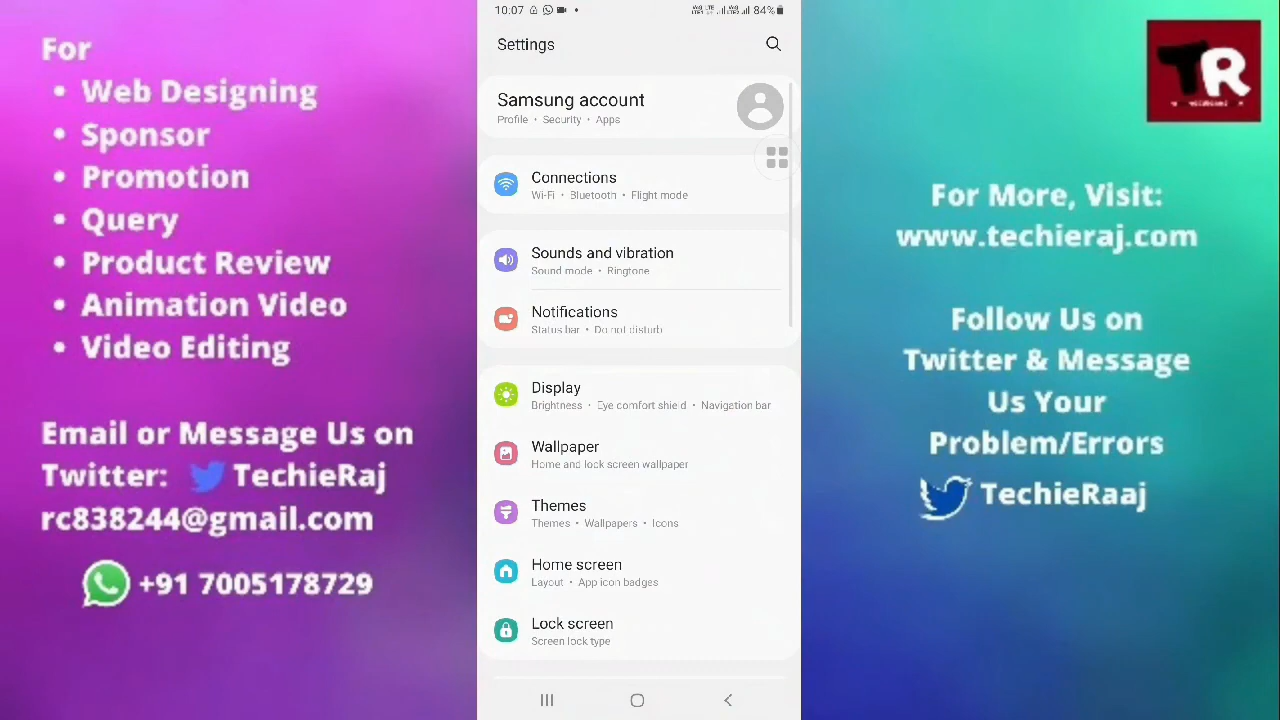 For
• Web Designing
• Sponsor
• Promotion
• Query
• Product Review
• Animation Video
• Video Editing
Email or Message Us on
Twitter: TechieRaj
rc838244@gmail.com
+91 7005178729
10.07
84%
Settings
Samsung account
Profile • Security • Apps
Connections
Wi-Fi • Bluetooth • Flight mode
Sounds and vibration
Sound mode • Ringtone
Notifications
Status bar • Do not disturb
Display
Brightness • Eye comfort shield • Navigation bar
Wallpaper
Home and lock screen wallpaper
Themes
Themes • Wallpapers • Icons
Home screen
Layout • App icon badges
Lock screen
Screen lock type
TR
For More, Visit:
www.techieraj.com
Follow Us on
Twitter & Message
Us Your
Problem/Errors
TechieRaaj